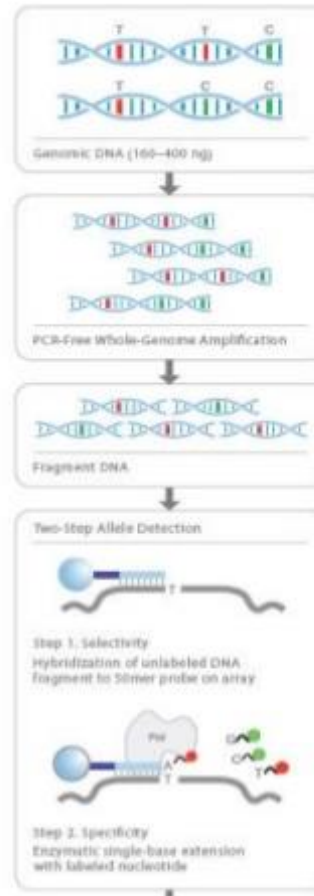 T T C
T C C
Genomic DNA (160–400 ng)
PCR-Free Whole-Genome Amplification
Fragment DNA
Two-Step Allele Detection
T
Step 1. Selectivity
Hybridization of unlabeled DNA
fragment to 50mer probe on array
Pol
G
C
A
T
T
Step 2. Specificity
Enzymatic single-base extension
with labeled nucleotide